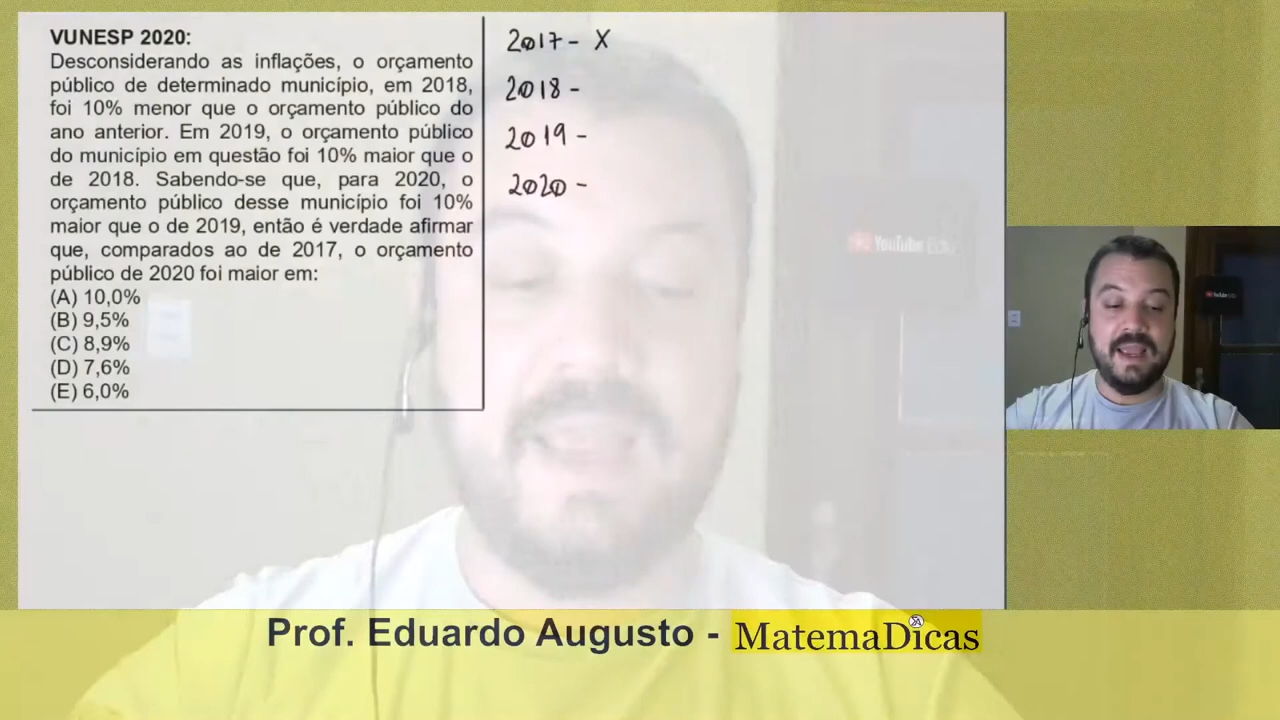 VUNESP 2020:
Desconsiderando as inflações, o orçamento
público de determinado município, em 2018,
foi 10% menor que o orçamento público do
ano anterior. Em 2019, o orçamento público
do município em questão foi 10% maior que o
de 2018. Sabendo-se que, para 2020, o
orçamento público desse município foi 10%
maior que o de 2019, então é verdade afirmar
que, comparados ao de 2017, o orçamento
público de 2020 foi maior em:
(A) 10,0%
(B) 9,5%
(C) 8,9%
(D) 7,6%
(E) 6,0%
2017 - X
2018 -
2019 -
2020 -
YouTube
YouTube
Prof. Eduardo Augusto - MatemaDicas